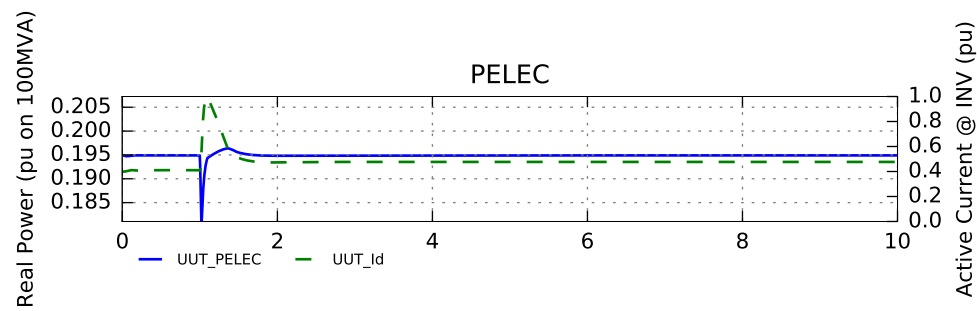 PELEC
Real Power (pu on 100MVA)
0.205
0.200
0.195
0.190
0.185
1.0
0.8
0.6
0.4
0.2
0.0
Active Current @ INV (pu)
0 2 4 6 8 10
UUT_PELEC UUT_Id